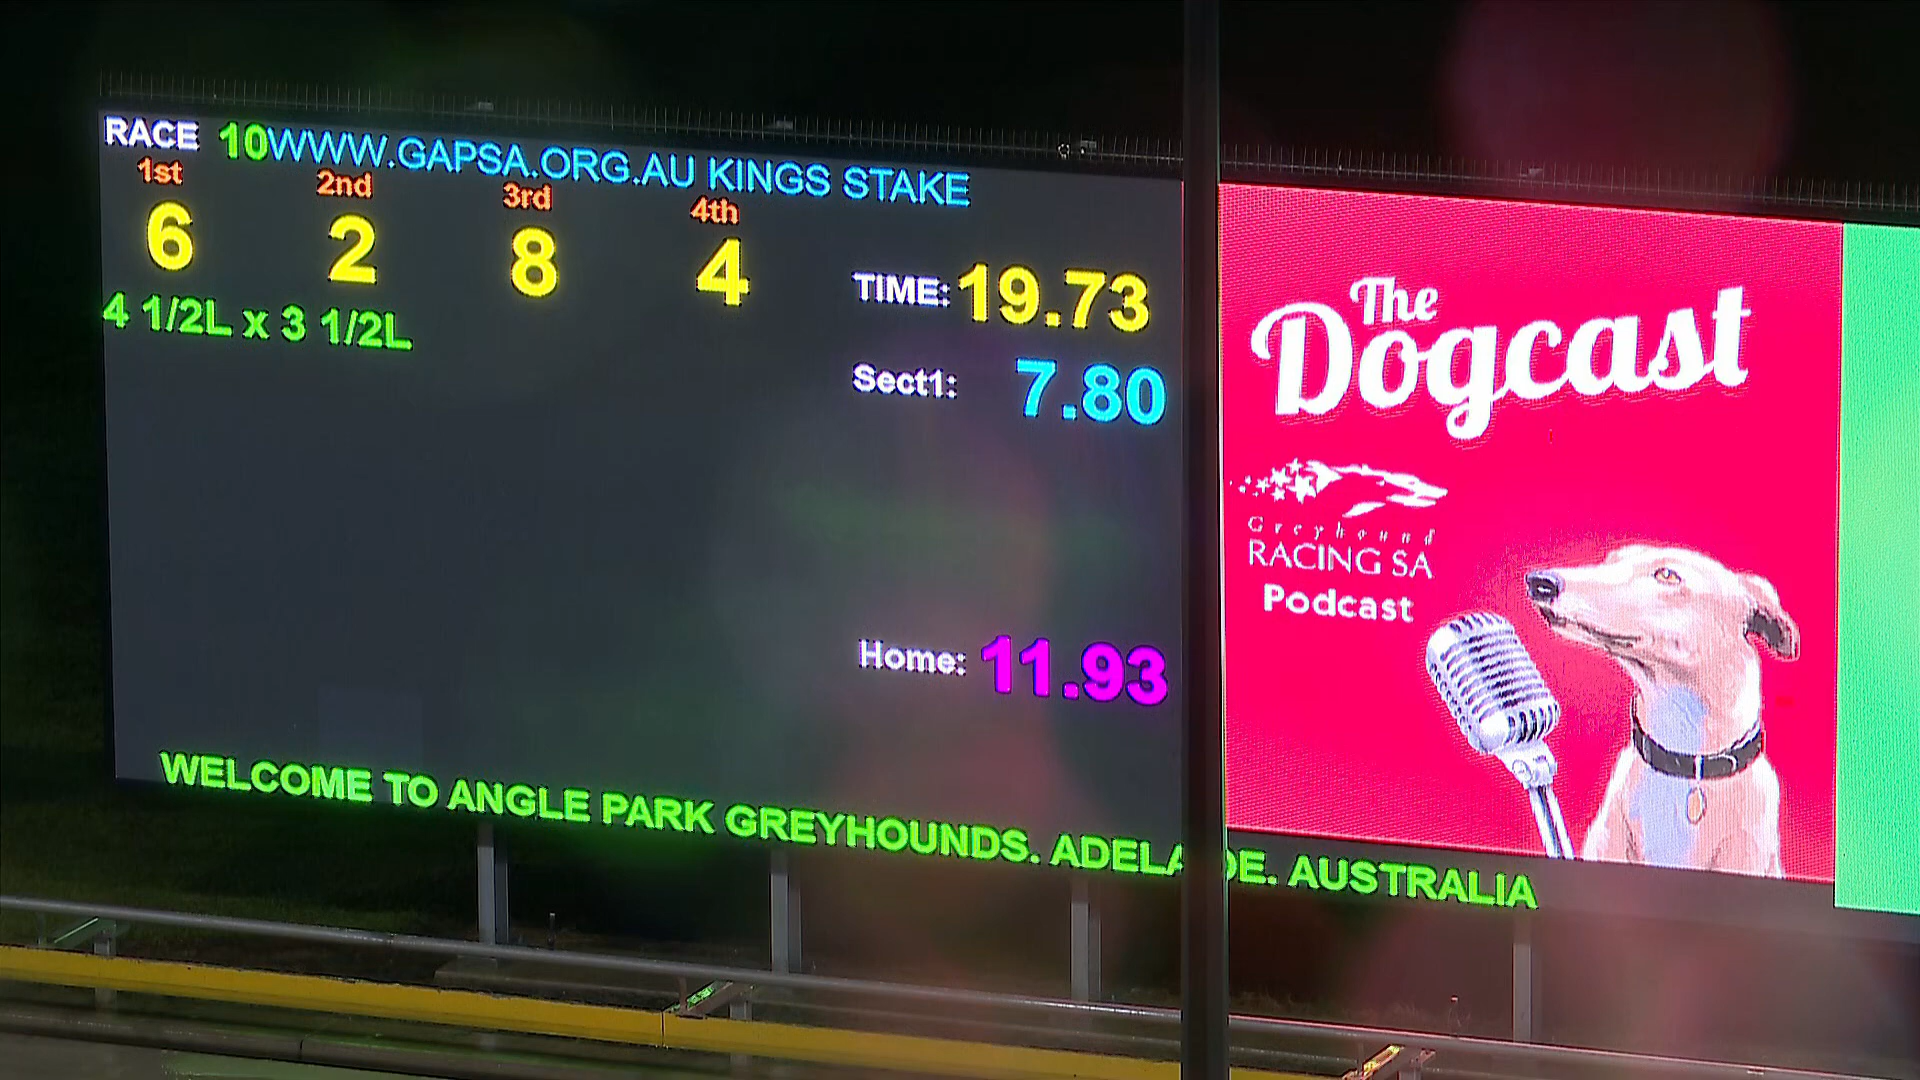 RACE 10WWW.GAPSA.ORG.AU KINGS STAKE
1st 2nd 3rd 4th
6 2 8 4
4 1/2L x 3 1/2L
TIME: 19.73
Sect1: 7.80
Home: 11.93
WELCOME TO ANGLE PARK GREYHOUNDS. ADELAIDE. AUSTRALIA
The
Dogcast
Greyhound
RACING SA
Podcast